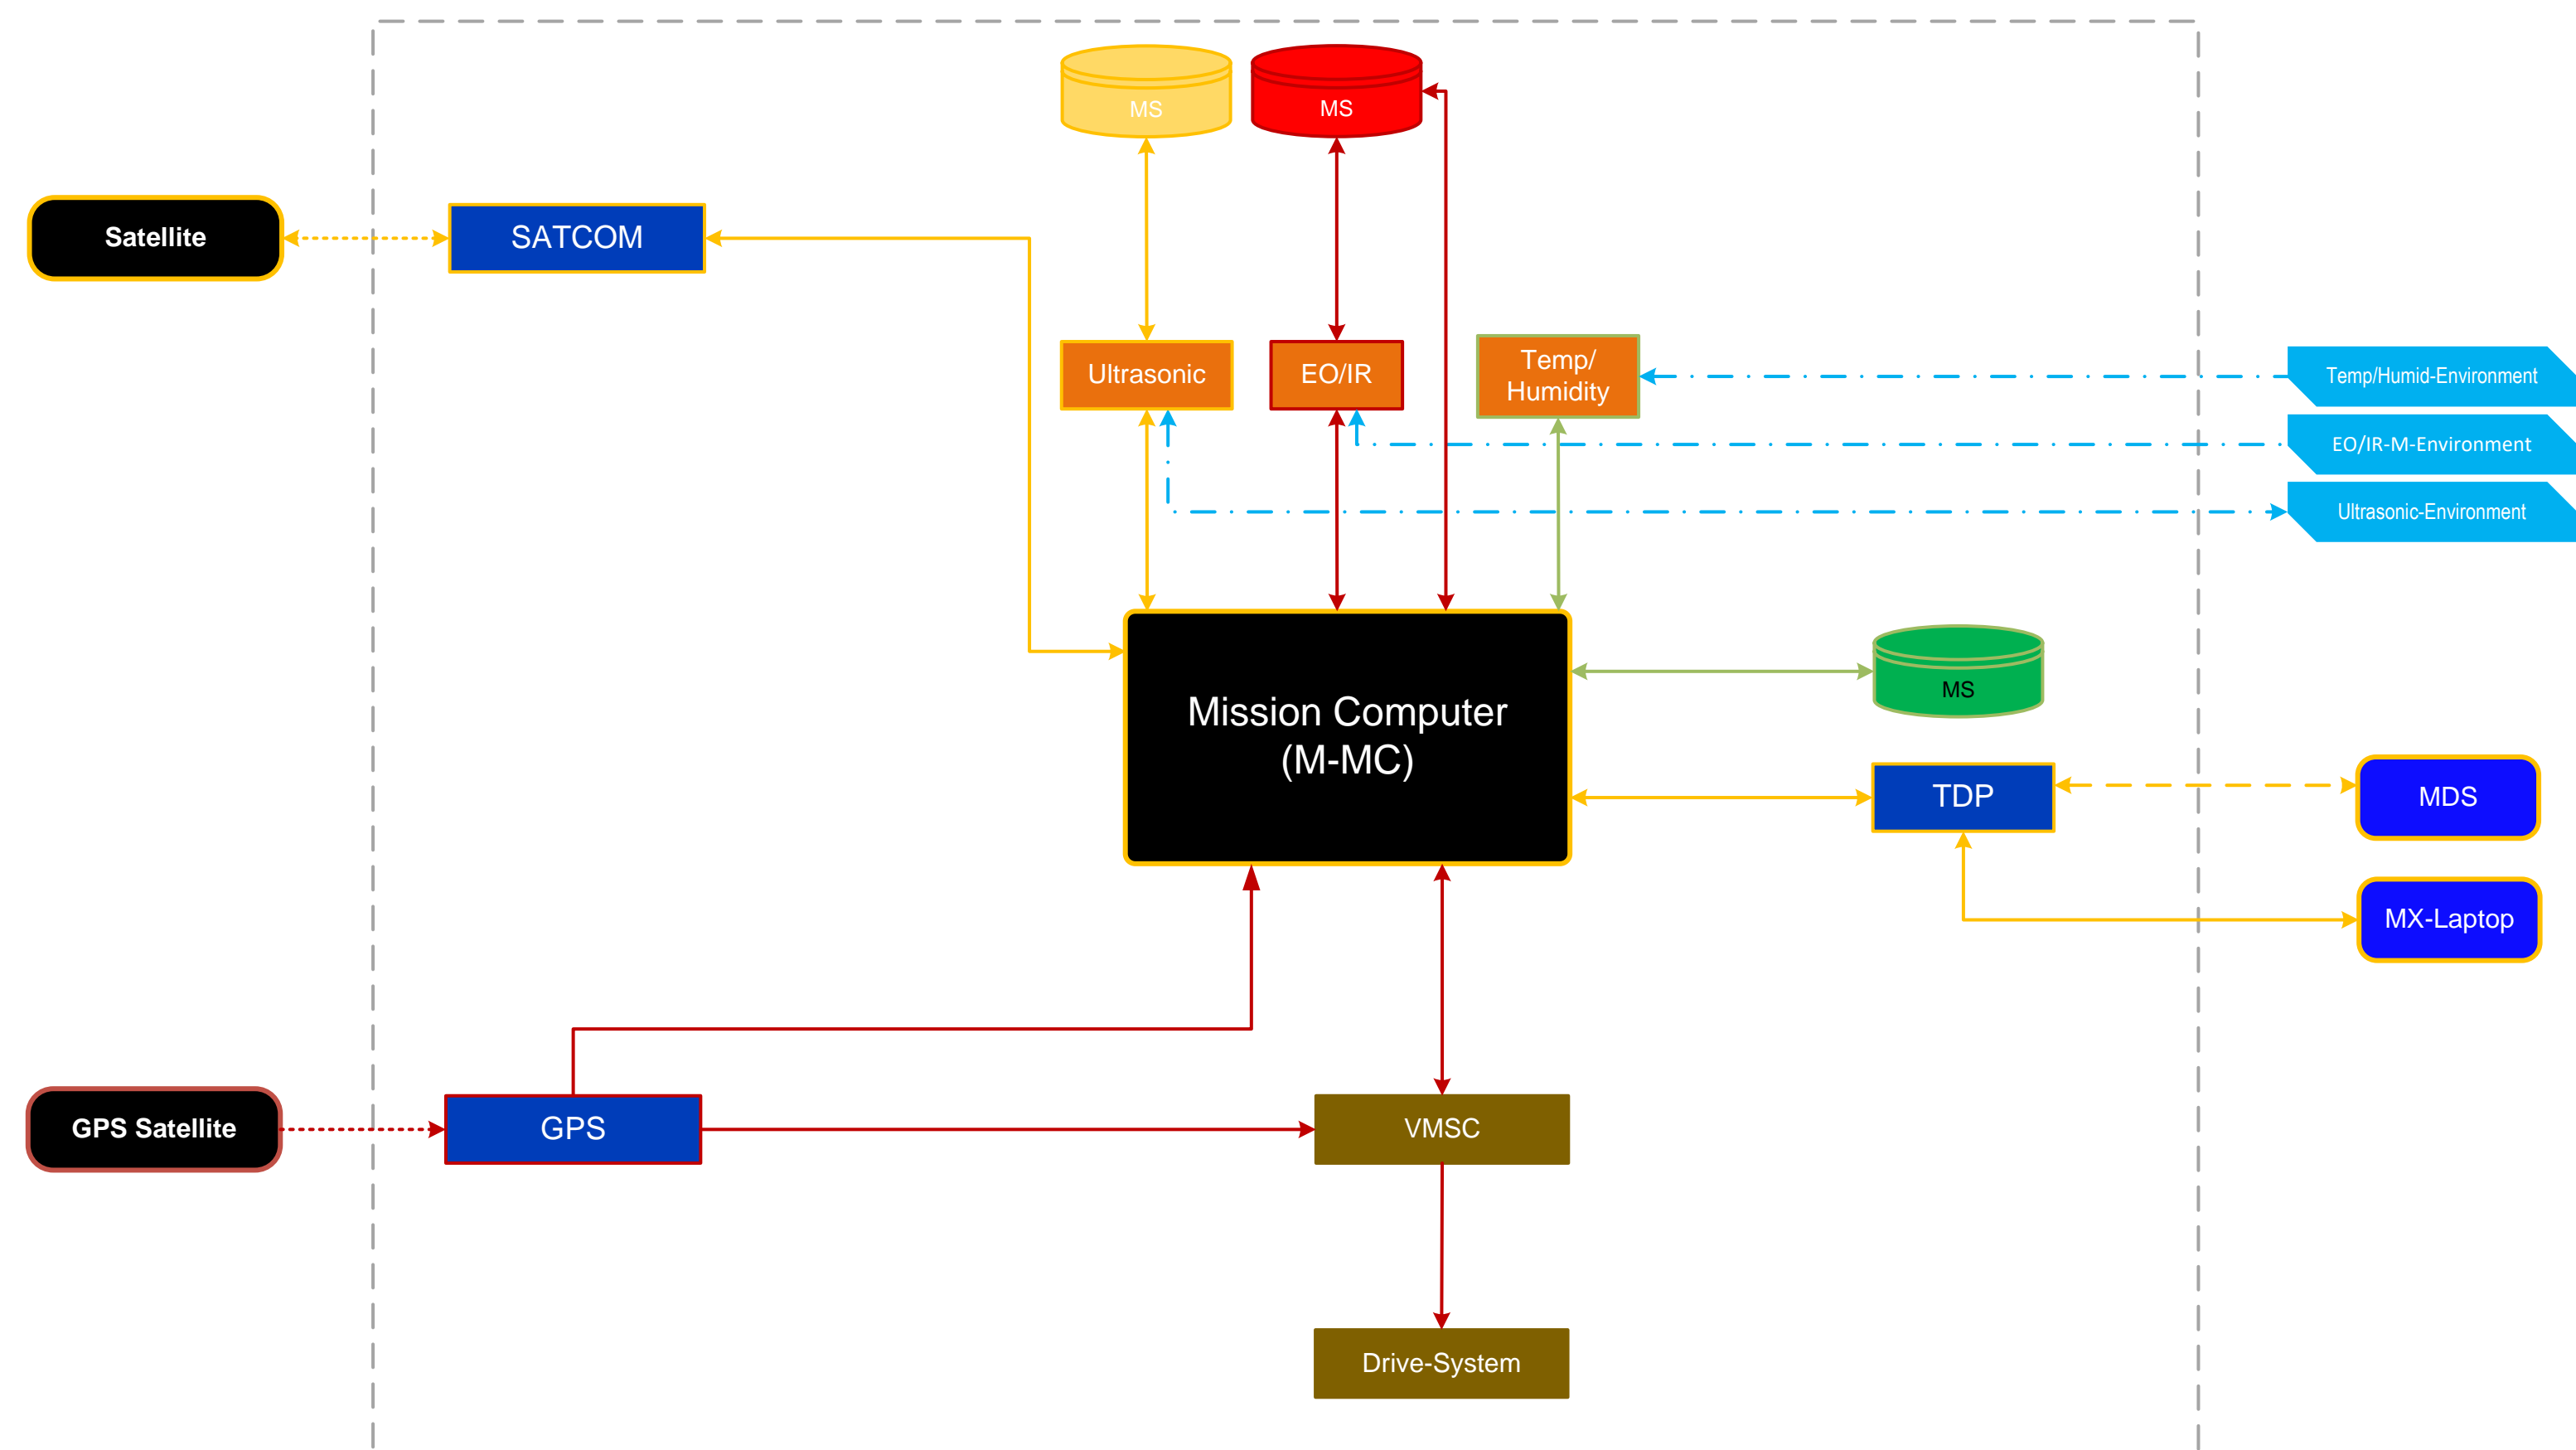 MS
MS
Satellite
SATCOM
Ultrasonic
EO/IR
Temp/
Humidity
Temp/Humid-Environment
EO/IR-M-Environment
Ultrasonic-Environment
Mission Computer
(M-MC)
MS
TDP
MDS
MX-Laptop
GPS Satellite
GPS
VMSC
Drive-System